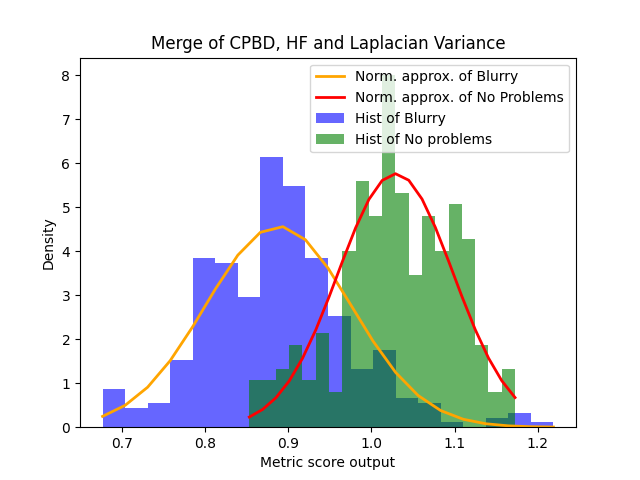 Merge of CPBD, HF and Laplacian Variance
Norm. approx. of Blurry
Norm. approx. of No Problems
Hist of Blurry
Hist of No problems
Density
8
7
6
5
4
3
2
1
0
0.7 0.8 0.9 1.0 1.1 1.2
Metric score output